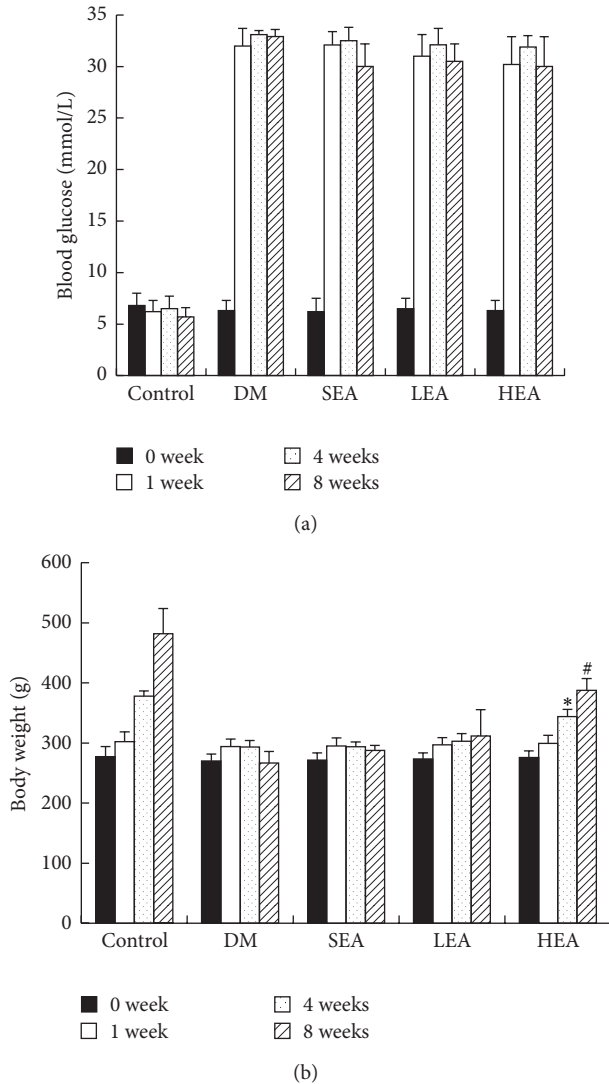 35
30
25
20
15
10
5
0
Blood glucose (mmol/L)
Control DM SEA LEA HEA
0 week 4 weeks
1 week 8 weeks
(a)
600
500
400
300
200
100
0
Body weight (g)
* #
Control DM SEA LEA HEA
0 week 4 weeks
1 week 8 weeks
(b)